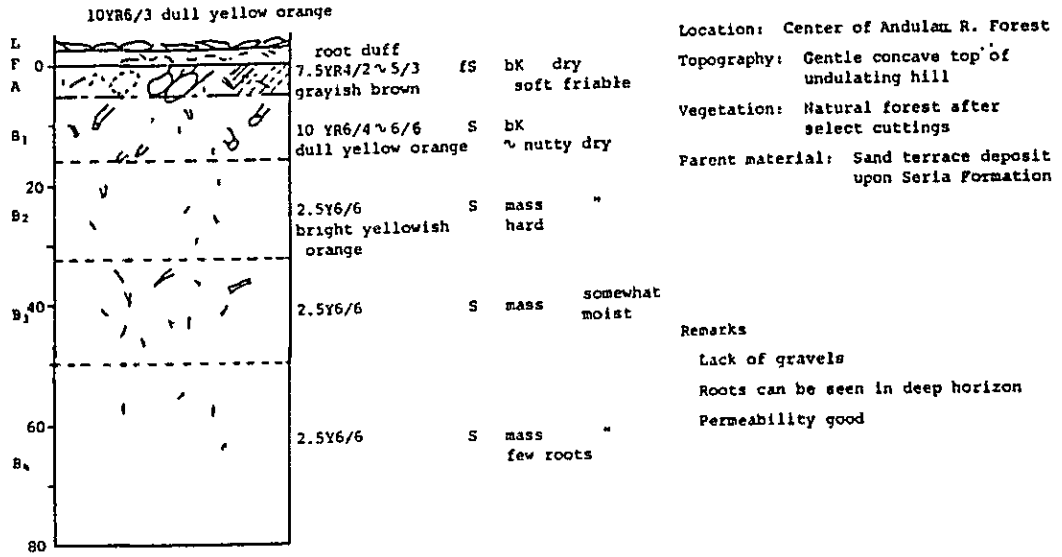 10YR6/3 dull yellow orange
L
F
0
A
B1
20
B2
B3
40
60
B4
80
root duff
7.5YR4/2 ~ 5/3 fS bK dry
grayish brown soft friable
10 YR6/4 ~ 6/6 S bK
dull yellow orange ~ nutty dry
2.5Y6/6 S mass "
bright yellowish hard
orange
2.5Y6/6 S mass somewhat
moist
2.5Y6/6 S mass "
few roots
Location: Center of Andulau R. Forest
Topography: Gentle concave top of
undulating hill
Vegetation: Natural forest after
select cuttings
Parent material: Sand terrace deposit
upon Seria Formation
Remarks
Lack of gravels
Roots can be seen in deep horizon
Permeability good